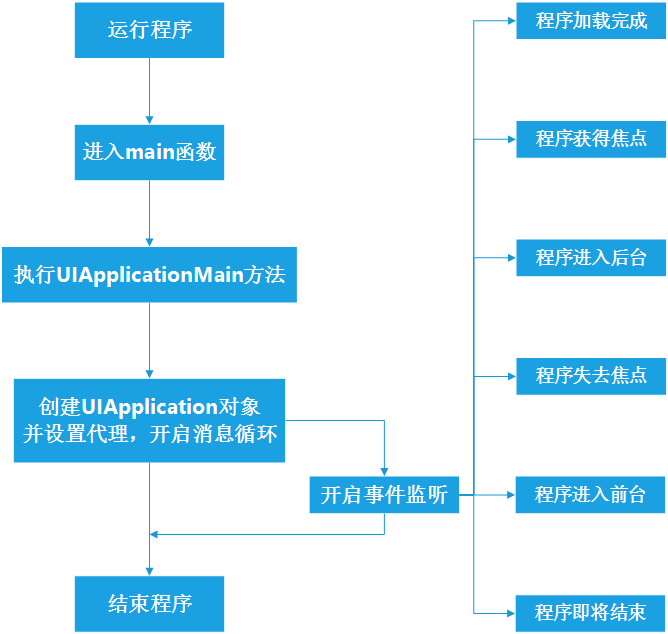 运行程序
进入main函数
执行UIApplicationMain方法
创建UIApplication对象
并设置代理，开启消息循环
开启事件监听
结束程序
程序加载完成
程序获得焦点
程序进入后台
程序失去焦点
程序进入前台
程序即将结束